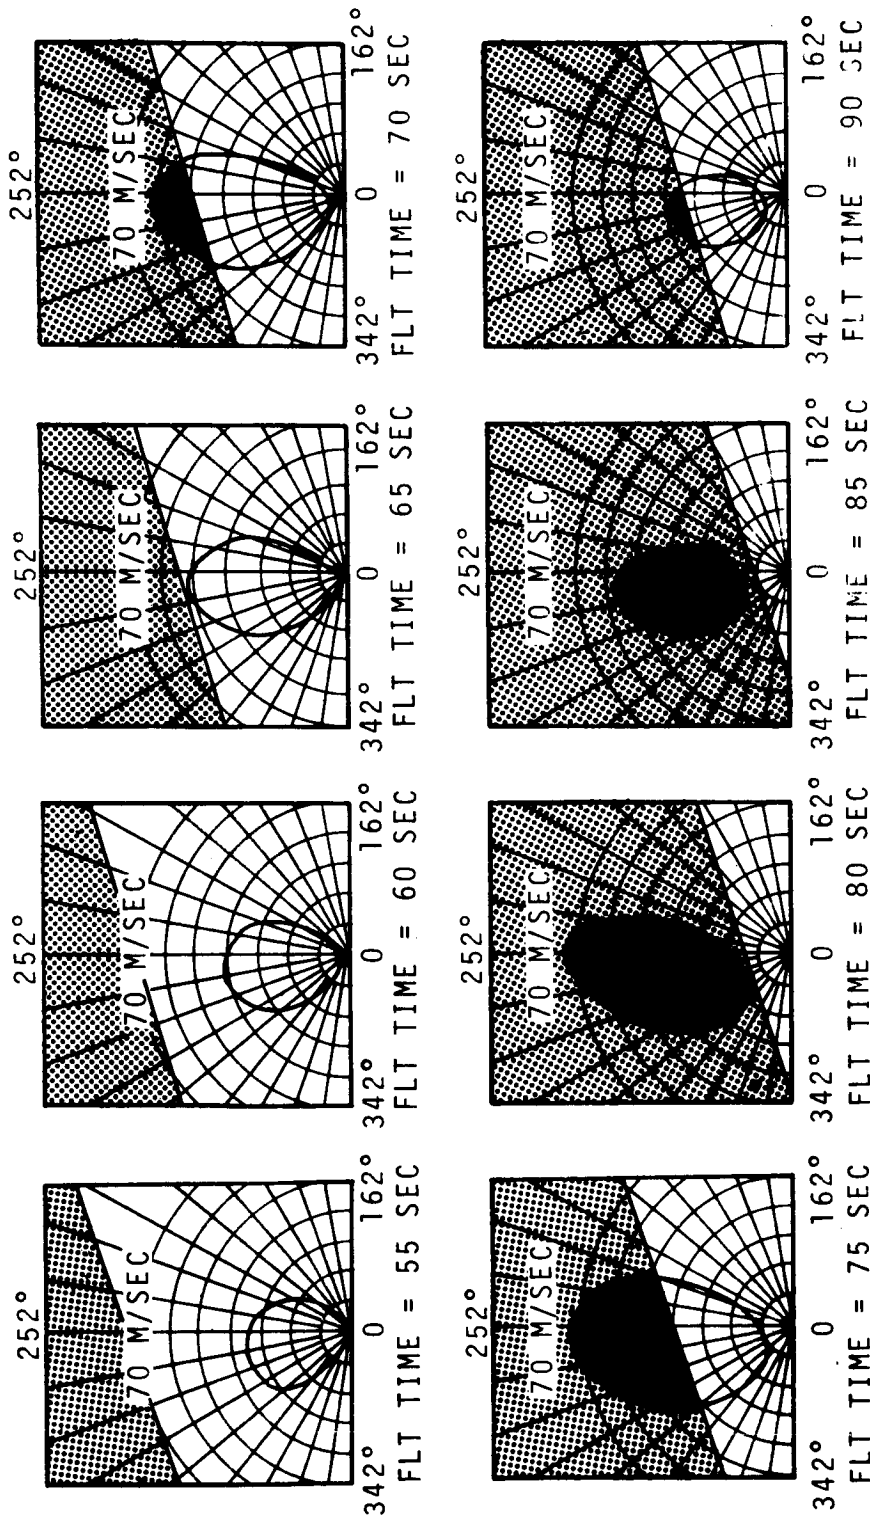 252°
70 M/SEC
342° 0 162°
FLT TIME = 70 SEC
252°
70 M/SEC
342° 0 162°
FLT TIME = 90 SEC
252°
70 M/SEC
342° 0 162°
FLT TIME = 65 SEC
252°
70 M/SEC
342° 0 162°
FLT TIME = 85 SEC
252°
70 M/SEC
342° 0 162°
FLT TIME = 60 SEC
252°
70 M/SEC
342° 0 162°
FLT TIME = 80 SEC
252°
70 M/SEC
342° 0 162°
FLT TIME = 55 SEC
252°
70 M/SEC
342° 0 162°
FLT TIME = 75 SEC